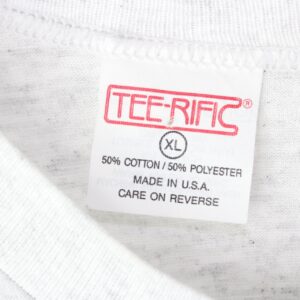 TEE-RIFIC®
XL
50% COTTON / 50% POLYESTER
MADE IN U.S.A.
CARE ON REVERSE